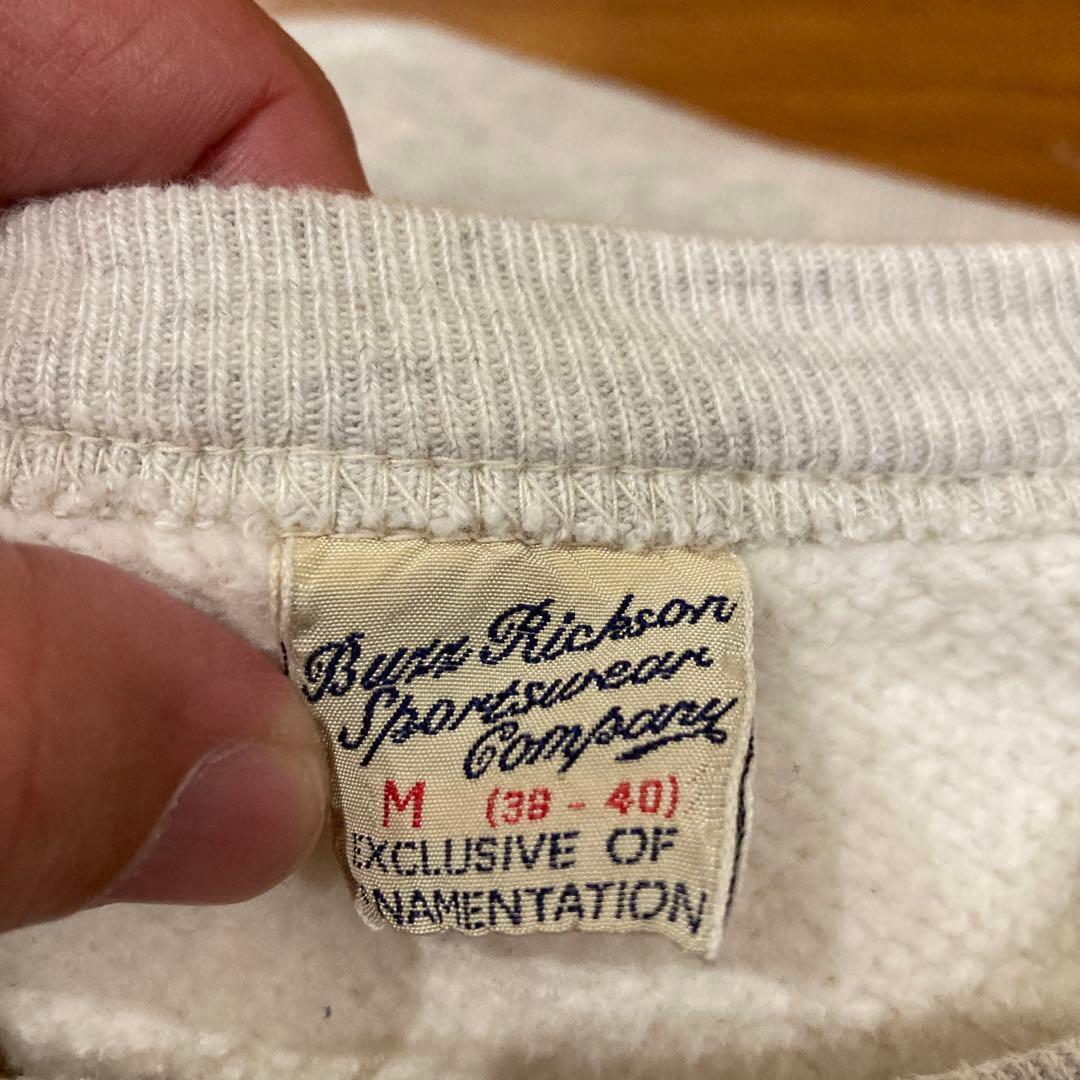 Buzz Rickson
Sportswear
Company
M (38 - 40)
EXCLUSIVE OF
NAMENTATION